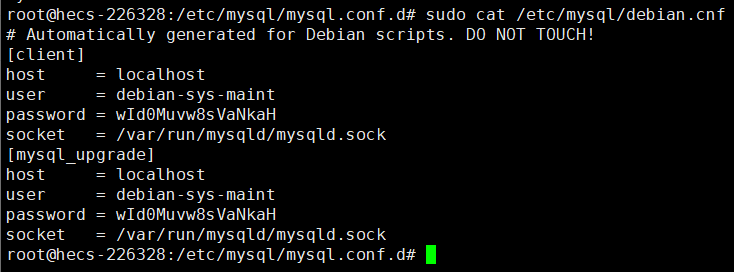 root@hecs-226328:/etc/mysql/mysql.conf.d# sudo cat /etc/mysql/debian.cnf
# Automatically generated for Debian scripts. DO NOT TOUCH!
[client]
host     = localhost
user     = debian-sys-maint
password = wId0Muvw8sVaNkaH
socket   = /var/run/mysqld/mysqld.sock
[mysql_upgrade]
host     = localhost
user     = debian-sys-maint
password = wId0Muvw8sVaNkaH
socket   = /var/run/mysqld/mysqld.sock
root@hecs-226328:/etc/mysql/mysql.conf.d#